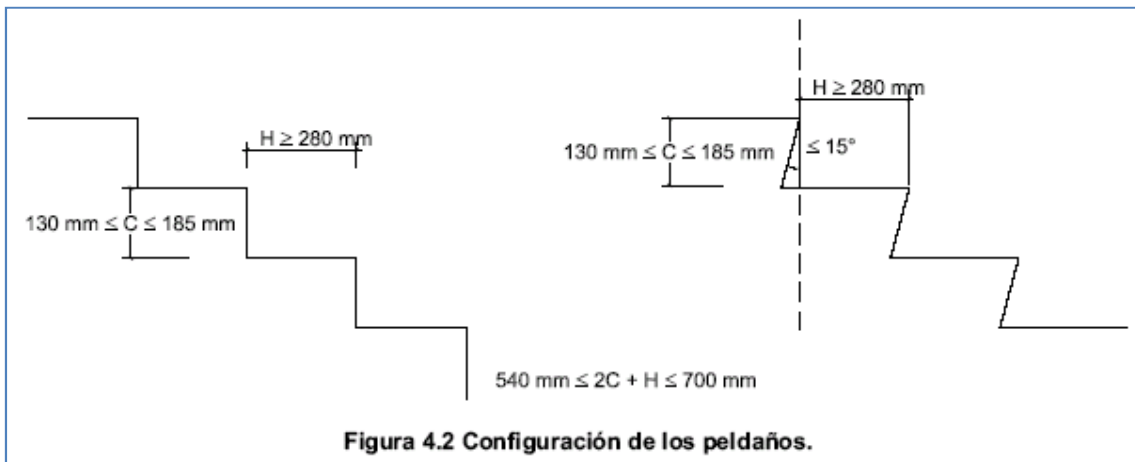 H ≥ 280 mm
130 mm ≤ C ≤ 185 mm
H ≥ 280 mm
130 mm ≤ C ≤ 185 mm
≤ 15°
540 mm ≤ 2C + H ≤ 700 mm
Figura 4.2 Configuración de los peldaños.